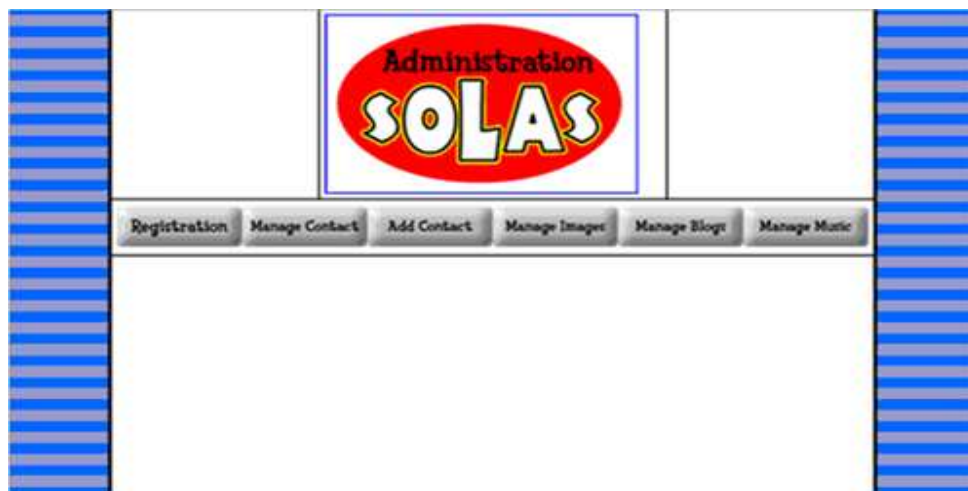 Administration
SOLAS
Registration Manage Contact Add Contact Manage Images Manage Blogs Manage Music